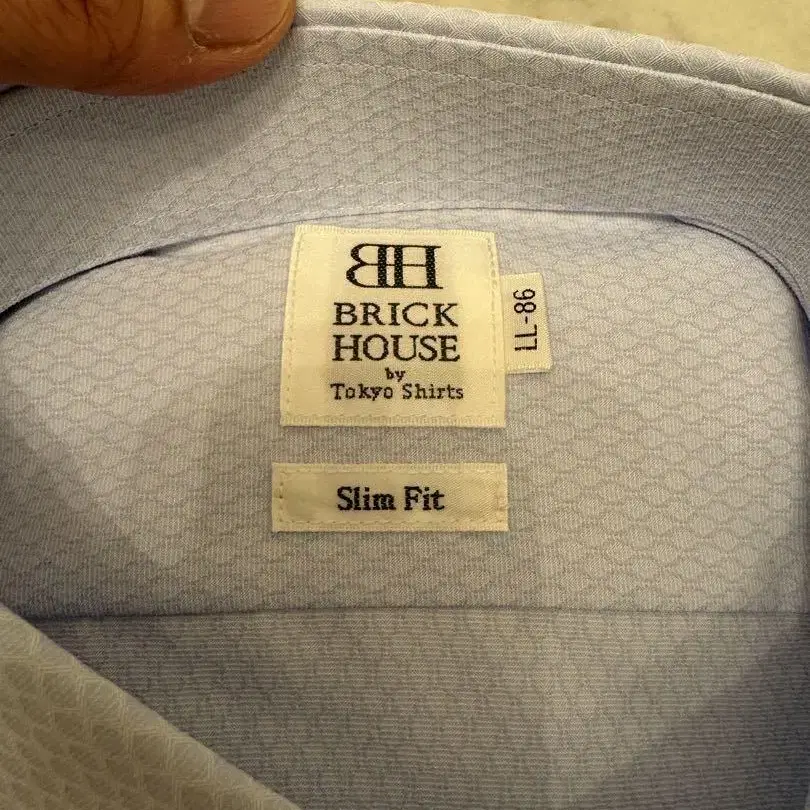 BH
BRICK
HOUSE
by
Tokyo Shirts
LL-86
Slim Fit